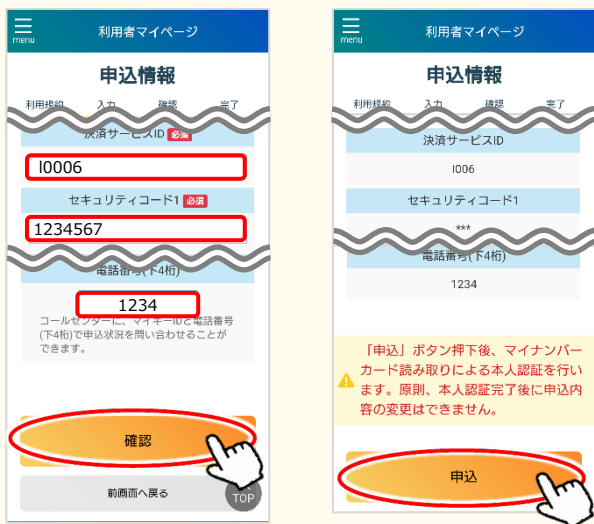 menu
利用者マイページ
申込情報
利用規約 入力 確認 完了
決済サービスID 必須
I0006
セキュリティコード1 必須
1234567
電話番号(下4桁)
1234
コールセンターに、マイキーIDと電話番号
(下4桁)で申込状況を問い合わせることが
できます。
確認
前画面へ戻る
TOP
menu
利用者マイページ
申込情報
利用規約 入力 確認 完了
決済サービスID
I006
セキュリティコード1
***
電話番号(下4桁)
1234
「申込」ボタン押下後、マイナンバー
カード読み取りによる本人認証を行い
ます。原則、本人認証完了後に申込内
容の変更はできません。
申込